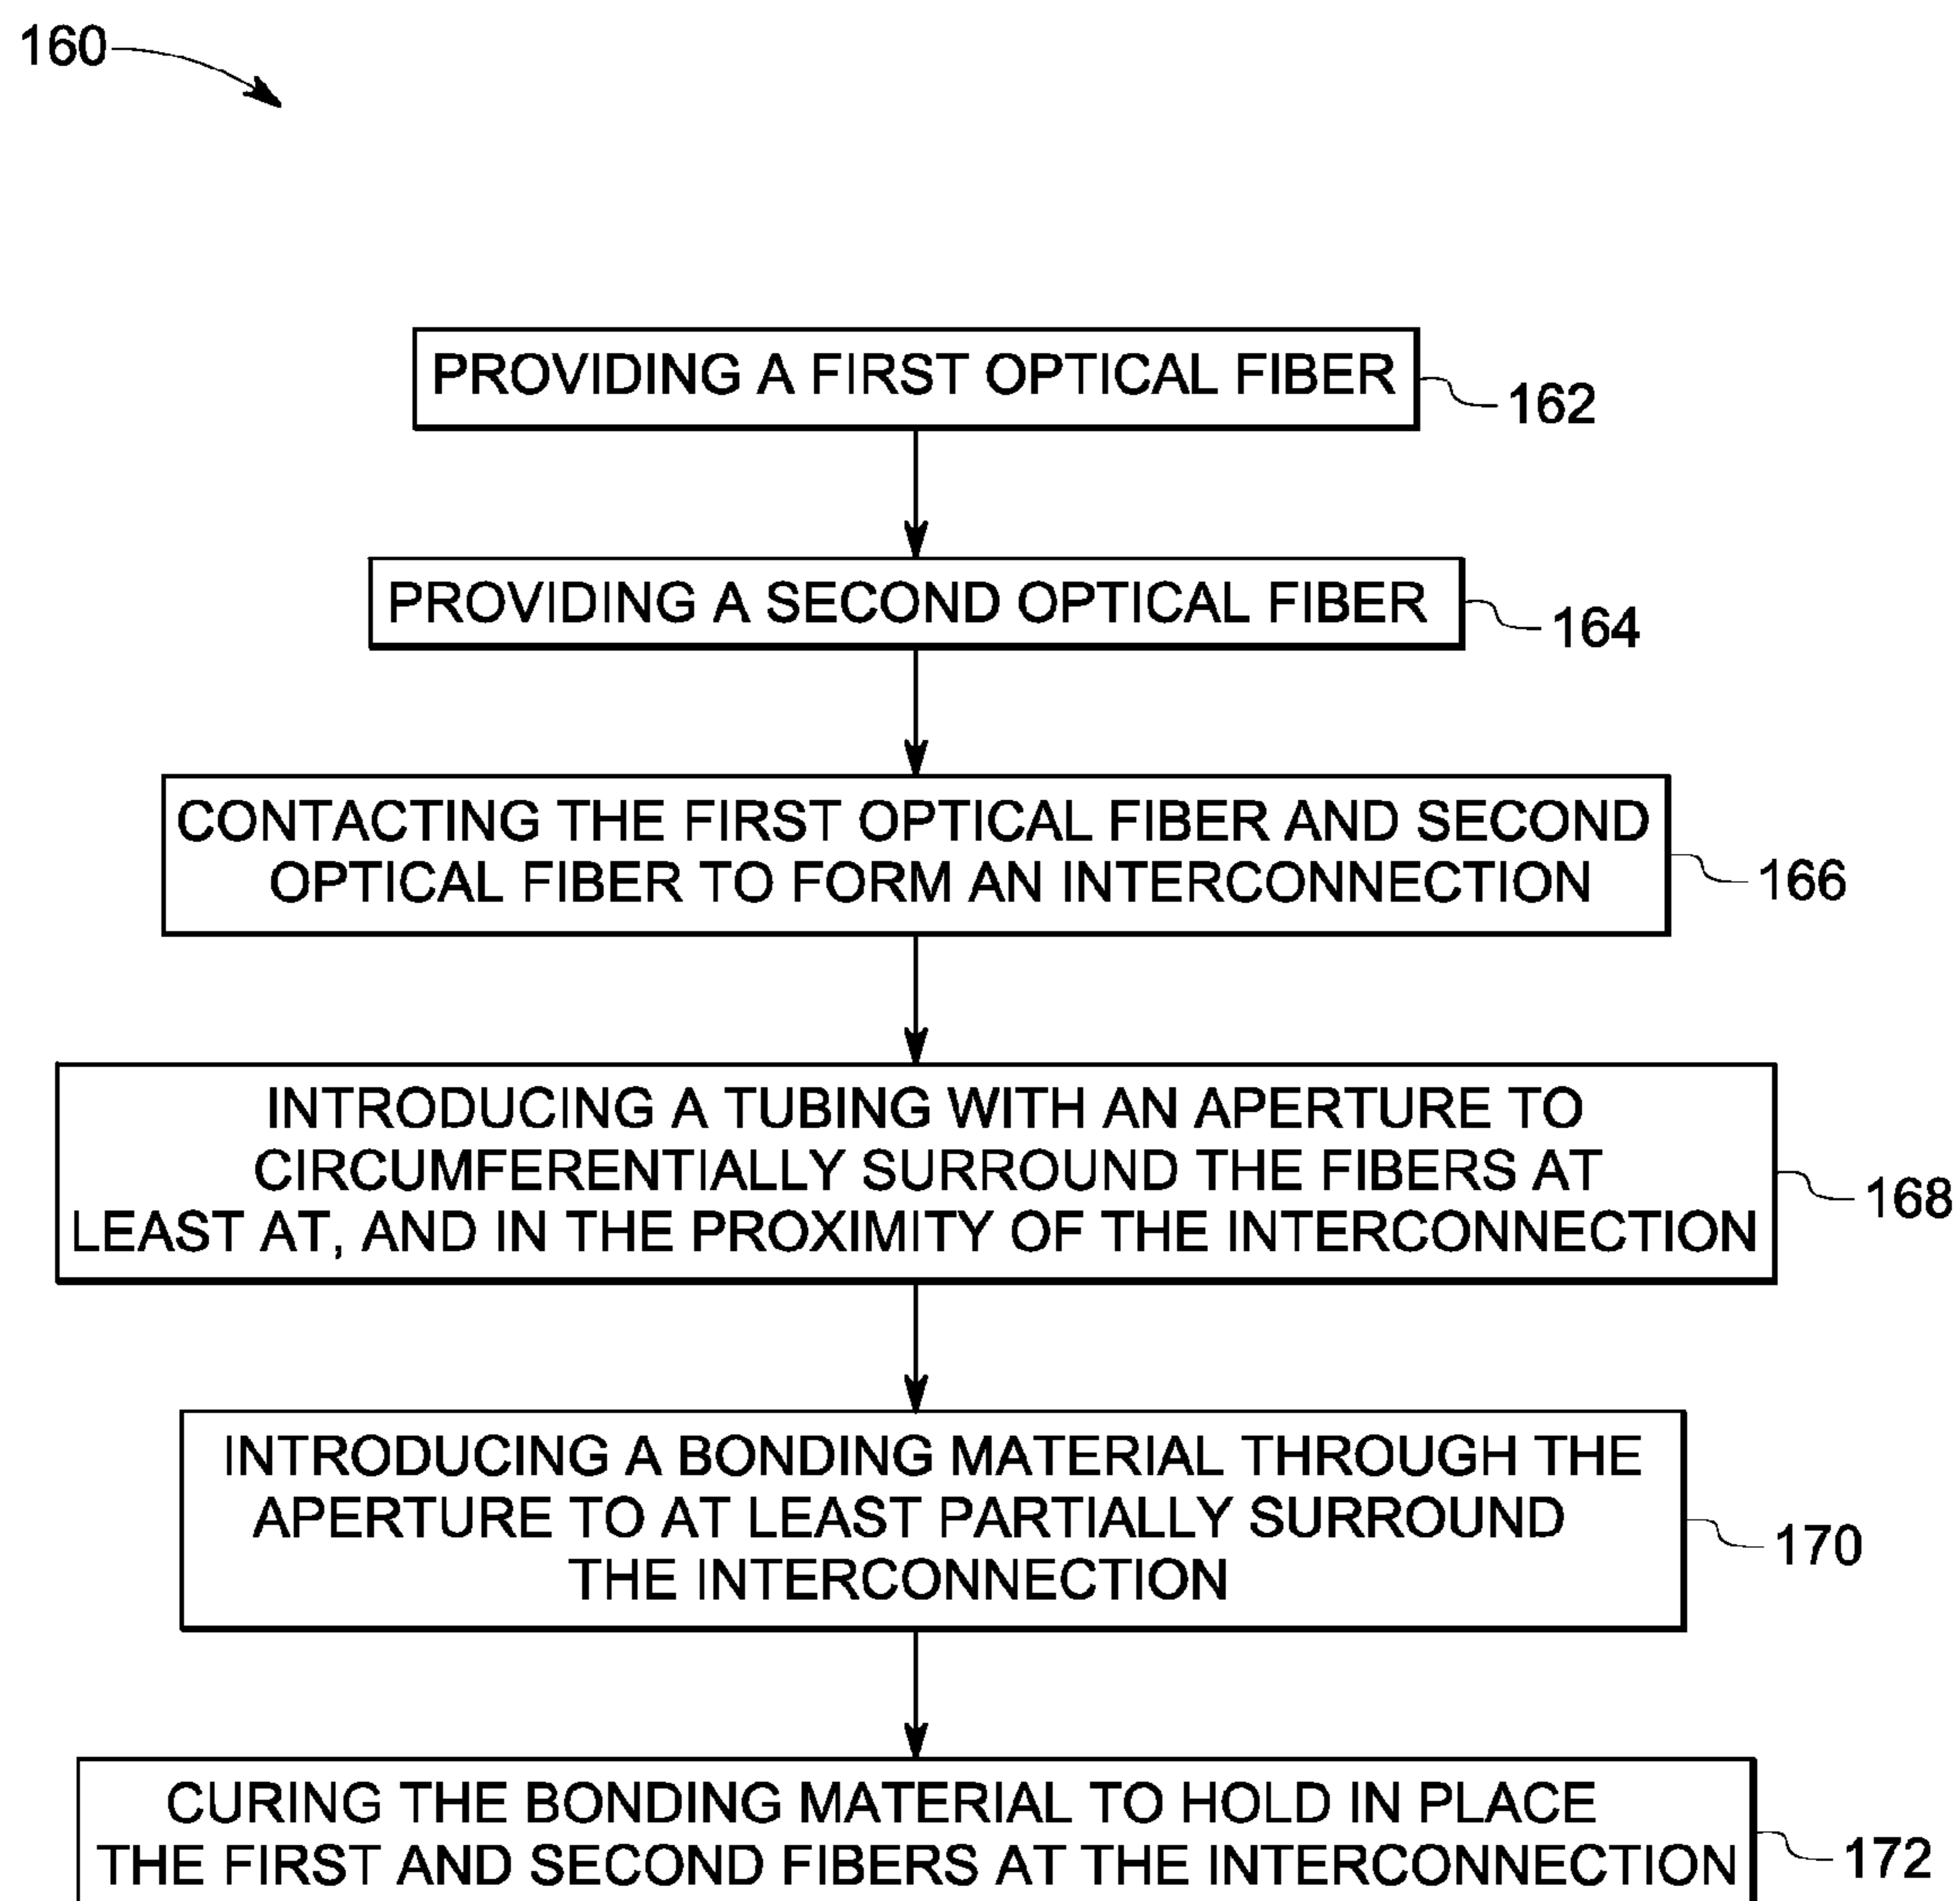 160
PROVIDING A FIRST OPTICAL FIBER
162
PROVIDING A SECOND OPTICAL FIBER
164
CONTACTING THE FIRST OPTICAL FIBER AND SECOND
OPTICAL FIBER TO FORM AN INTERCONNECTION
166
INTRODUCING A TUBING WITH AN APERTURE TO
CIRCUMFERENTIALLY SURROUND THE FIBERS AT
LEAST AT, AND IN THE PROXIMITY OF THE INTERCONNECTION
168
INTRODUCING A BONDING MATERIAL THROUGH THE
APERTURE TO AT LEAST PARTIALLY SURROUND
THE INTERCONNECTION
170
CURING THE BONDING MATERIAL TO HOLD IN PLACE
THE FIRST AND SECOND FIBERS AT THE INTERCONNECTION
172